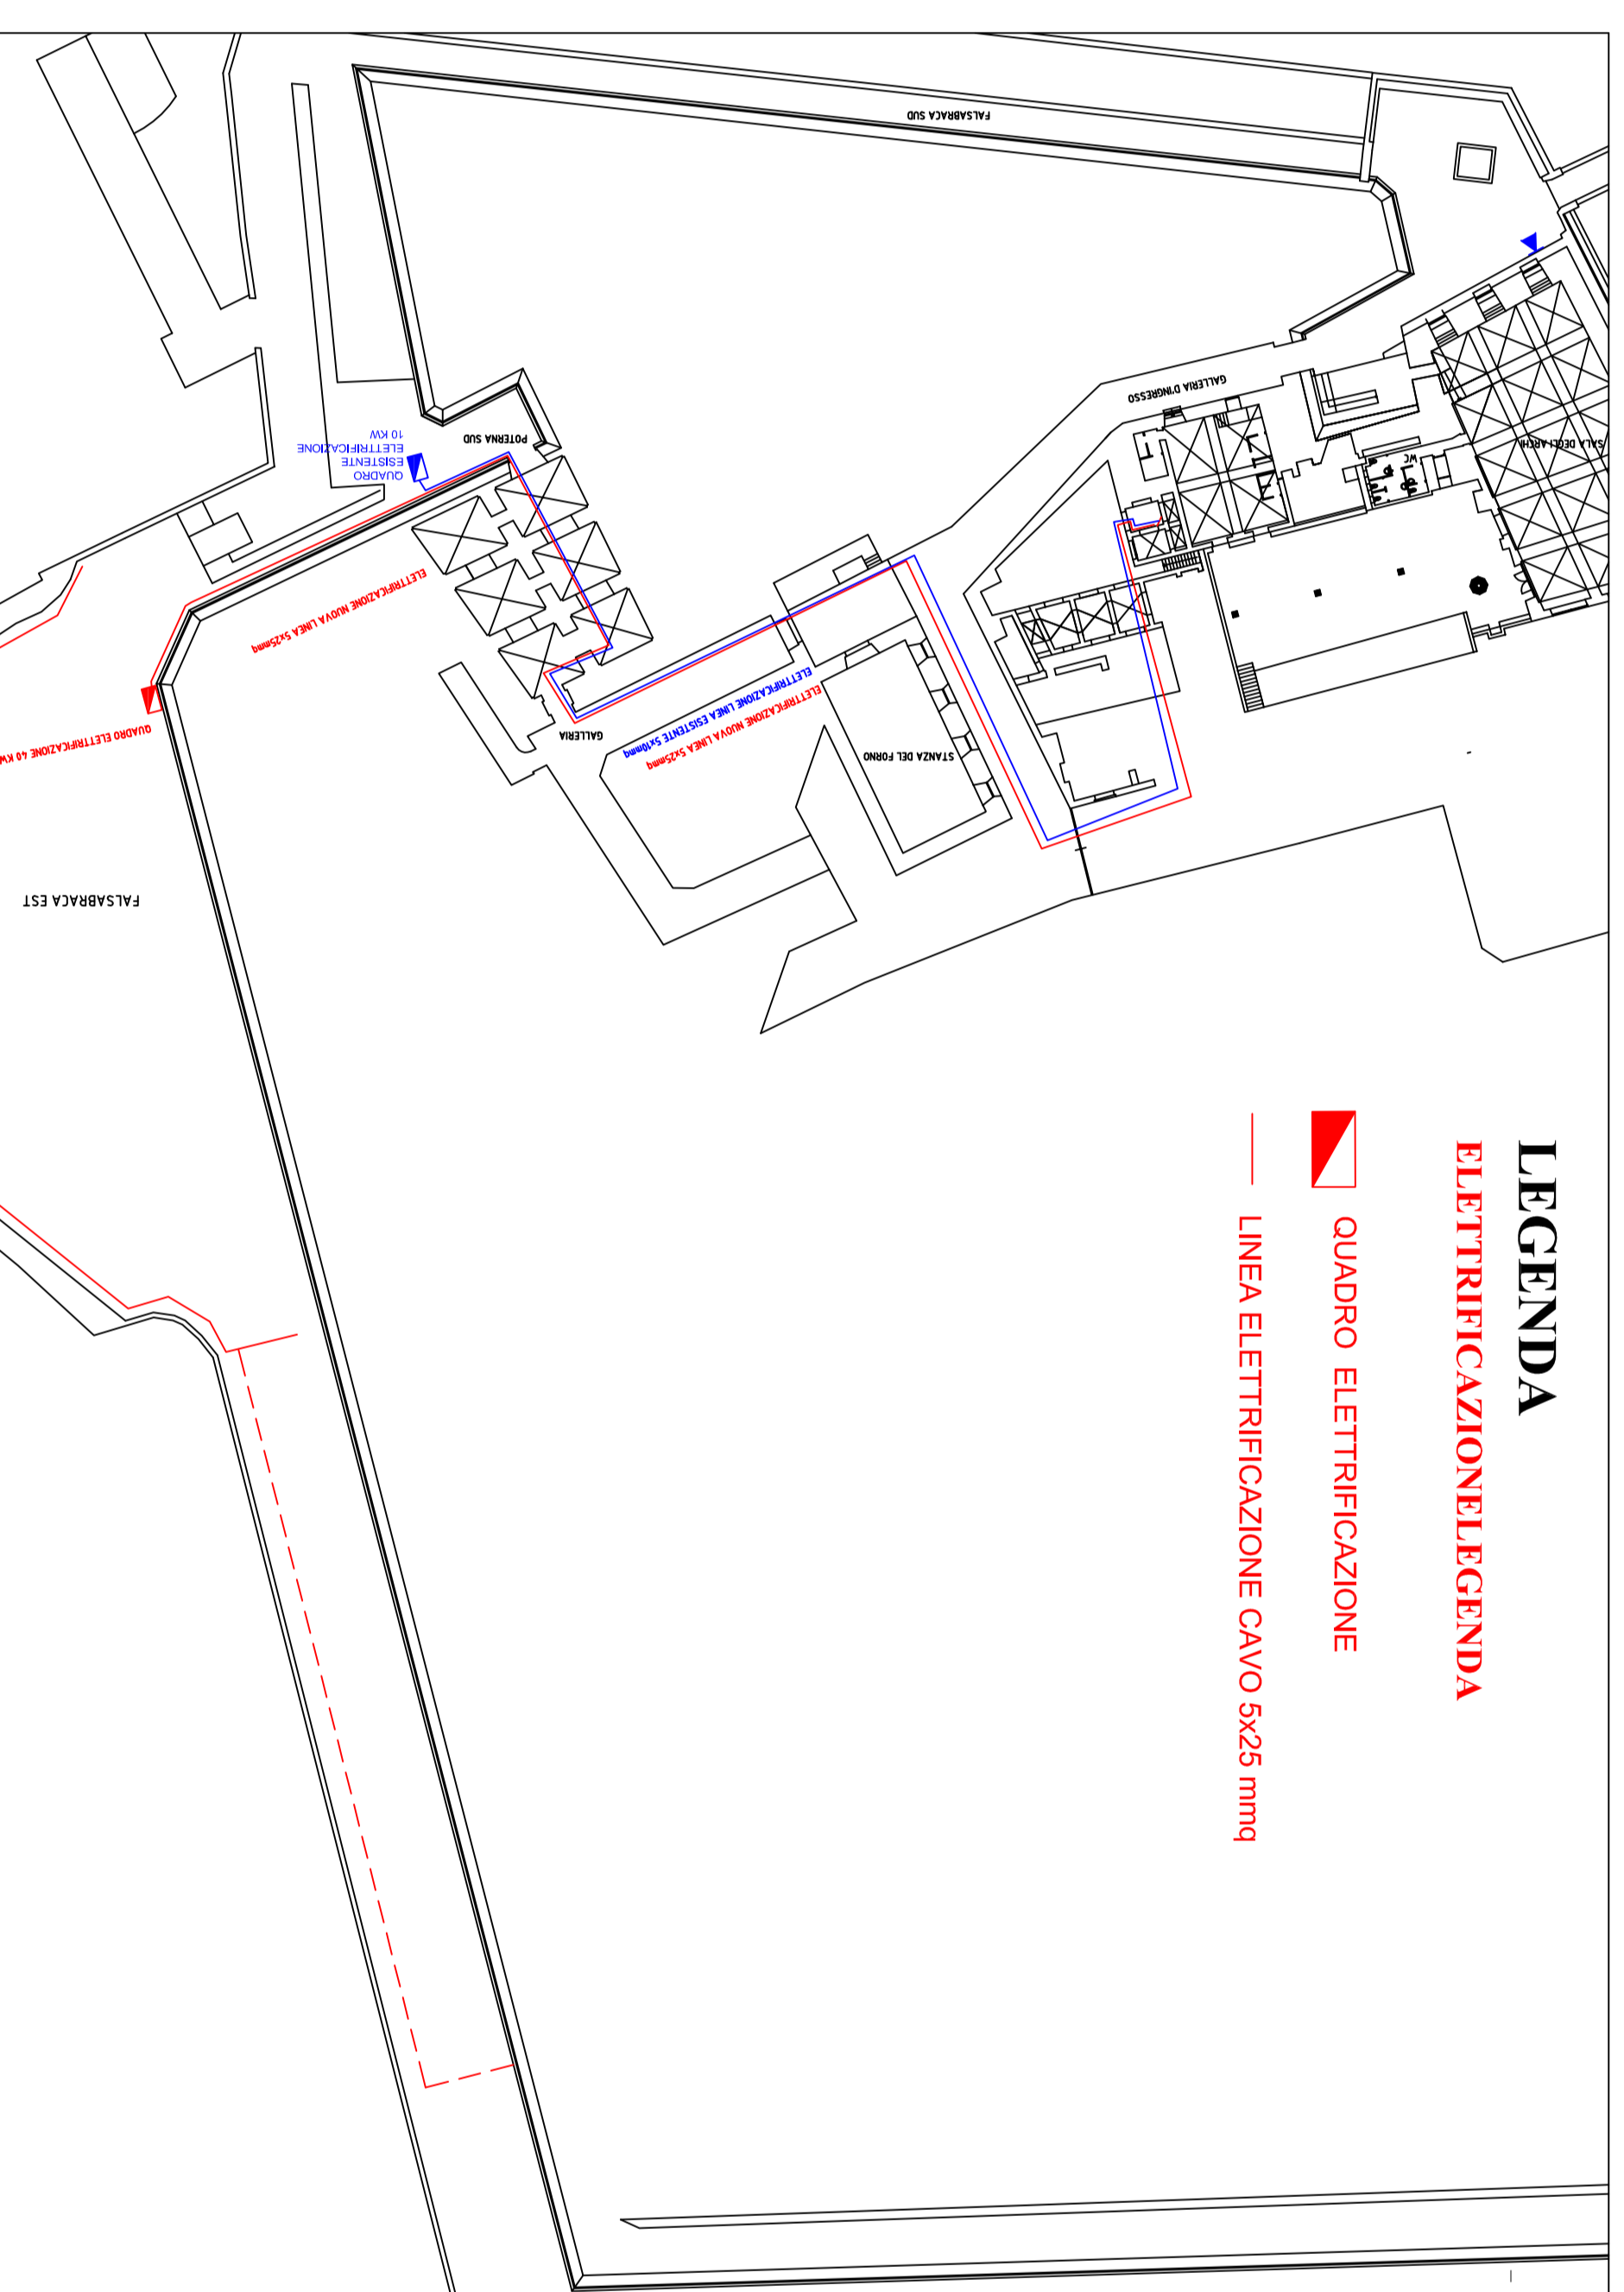 FALSABRACA SUD
GALLERIA D'INGRESSO
SALA DEGLI ARCHI
WC
POTERNA SUD
QUADRO
ESISTENTE
ELETTRIFICAZIONE
10 KW
ELETTRIFICAZIONE NUOVA LINEA 5x25mmq
QUADRO ELETTRIFICAZIONE 40 KW
GALLERIA
ELETTRIFICAZIONE LINEA ESISTENTE 5x10mmq
ELETTRIFICAZIONE NUOVA LINEA 5x25mmq
STANZA DEL FORNO
FALSABRACA EST
LEGENDA
ELETTRIFICAZIONELEGENDA
QUADRO ELETTRIFICAZIONE
LINEA ELETTRIFICAZIONE CAVO 5x25 mmq